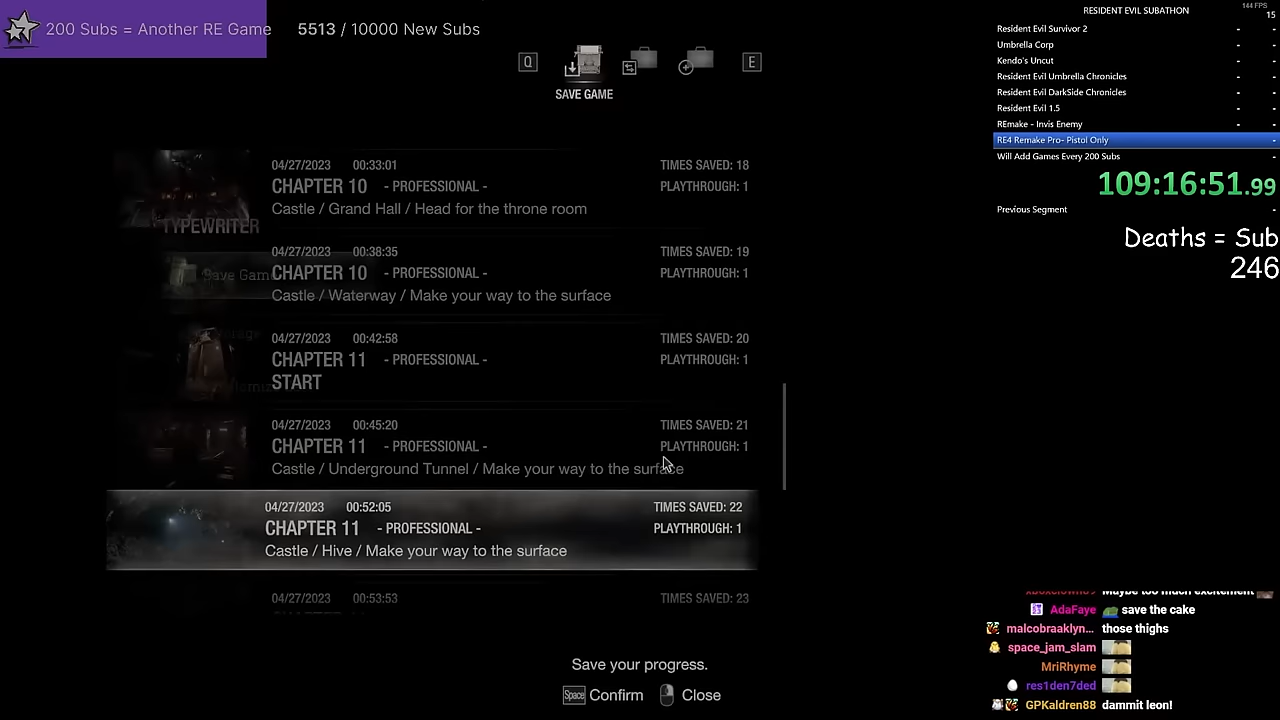 200 Subs = Another RE Game
5513 / 10000 New Subs
Q
E
SAVE GAME
04/27/2023 00:33:01 TIMES SAVED: 18
CHAPTER 10 - PROFESSIONAL - PLAYTHROUGH: 1
Castle / Grand Hall / Head for the throne room
TYPEWRITER
04/27/2023 00:38:35 TIMES SAVED: 19
Save Game
CHAPTER 10 - PROFESSIONAL - PLAYTHROUGH: 1
Castle / Waterway / Make your way to the surface
04/27/2023 00:42:58 TIMES SAVED: 20
CHAPTER 11 - PROFESSIONAL - PLAYTHROUGH: 1
START
04/27/2023 00:45:20 TIMES SAVED: 21
CHAPTER 11 - PROFESSIONAL - PLAYTHROUGH: 1
Castle / Underground Tunnel / Make your way to the surface
04/27/2023 00:52:05 TIMES SAVED: 22
CHAPTER 11 - PROFESSIONAL - PLAYTHROUGH: 1
Castle / Hive / Make your way to the surface
04/27/2023 00:53:53 TIMES SAVED: 23
Save your progress.
Space Confirm Close
144 FPS
RESIDENT EVIL SUBATHON
15
Resident Evil Survivor 2 - -
Umbrella Corp - -
Kendo's Uncut - -
Resident Evil Umbrella Chronicles - -
Resident Evil DarkSide Chronicles - -
Resident Evil 1.5 - -
REmake - Invis Enemy - -
RE4 Remake Pro- Pistol Only -
Will Add Games Every 200 Subs -
109:16:51.99
Previous Segment -
Deaths = Sub
246
Maybe too much excitement
AdaFaye save the cake
malcobraaklyn... those thighs
space_jam_slam
MriRhyme
res1den7ded
GPKaldren88 dammit leon!